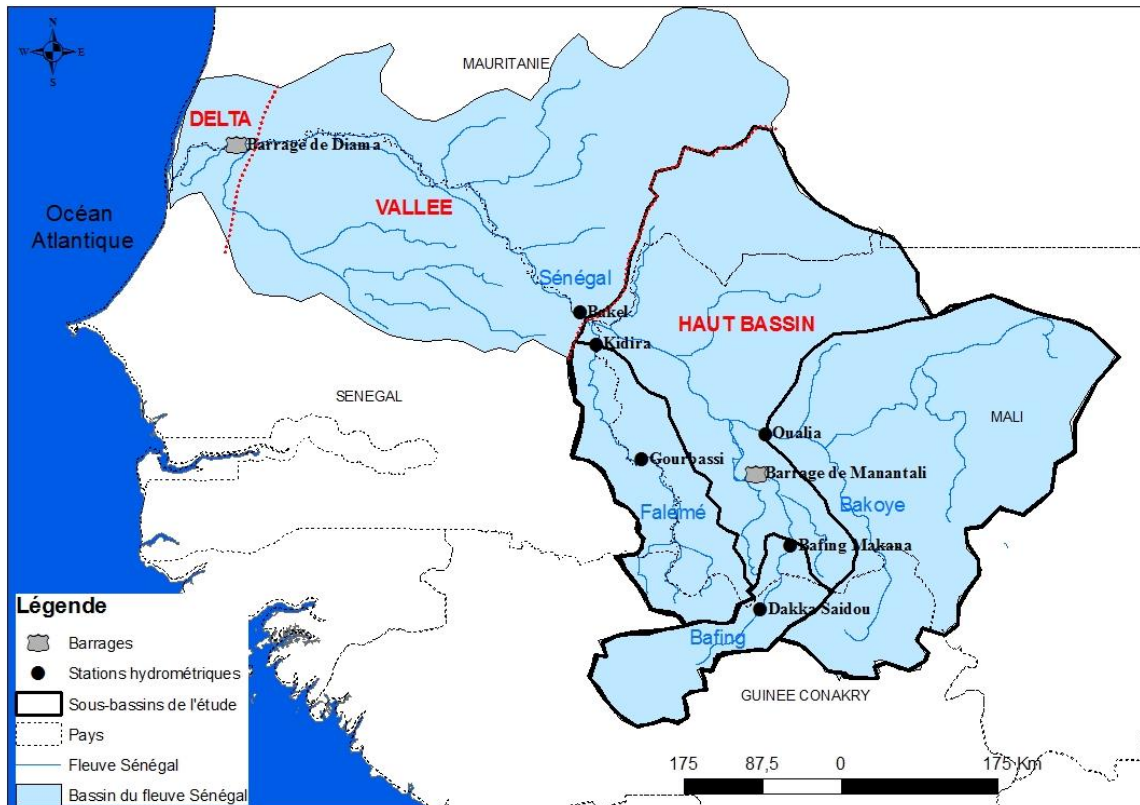 N
W E
S
MAURITANIE
DELTA
Barrage de Diama
VALLEE
Océan
Atlantique
Sénégal
Bakel
HAUT BASSIN
Kidira
SENEGAL
MALI
Oualia
Gourbassi
Barrage de Manantali
Falémé
Bakoye
Bafing Makana
Dakka Saidou
Bafing
GUINEE CONAKRY
Légende
Barrages
Stations hydrométriques
Sous-bassins de l'étude
Pays
Fleuve Sénégal
Bassin du fleuve Sénégal
175 87,5 0 175 Km